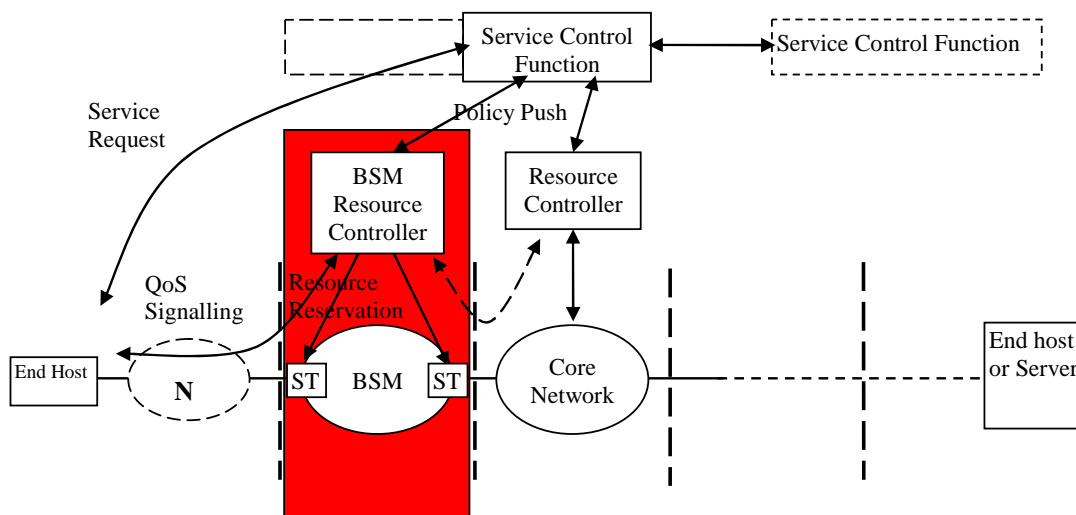 Service Control
Function
Service Control Function
Service
Request
Policy Push
BSM
Resource
Controller
Resource
Controller
QoS
Signalling
Resource
Reservation
End Host
N
ST
BSM
ST
Core
Network
End host
or Server